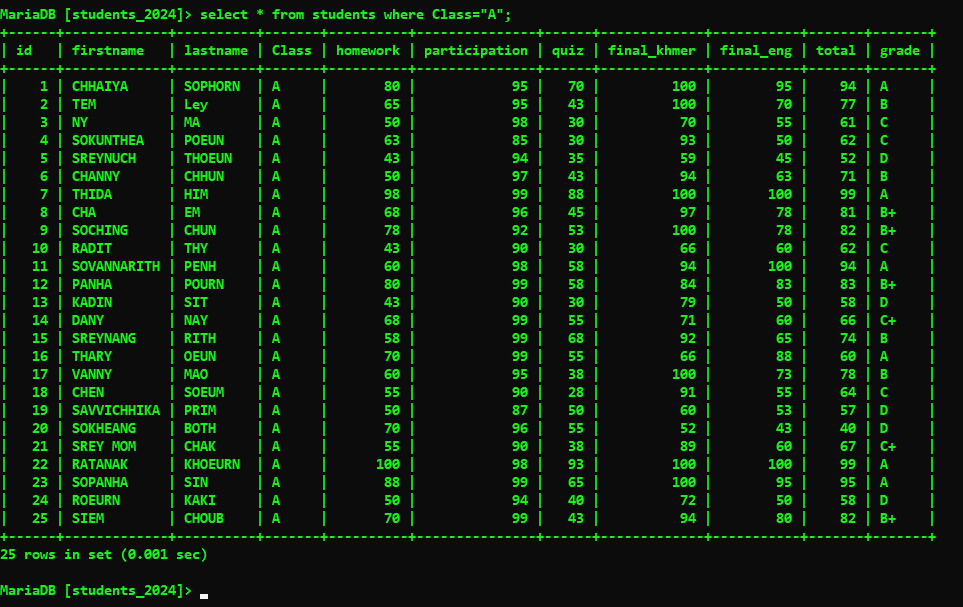 MariaDB [students_2024]> select * from students where Class="A";
+------+-------------+----------+-------+----------+---------------+------+-------------+-----------+-------+-------+
| id   | firstname   | lastname | Class | homework | participation | quiz | final_khmer | final_eng | total | grade |
+------+-------------+----------+-------+----------+---------------+------+-------------+-----------+-------+-------+
|    1 | CHHAIYA     | SOPHORN  | A     |       80 |            95 |   70 |         100 |        95 |    94 | A     |
|    2 | TEM         | Ley      | A     |       65 |            95 |   43 |         100 |        70 |    77 | B     |
|    3 | NY          | MA       | A     |       50 |            98 |   30 |          70 |        55 |    61 | C     |
|    4 | SOKUNTHEA   | POEUN    | A     |       63 |            85 |   30 |          93 |        50 |    62 | C     |
|    5 | SREYNUCH    | THOEUN   | A     |       43 |            94 |   35 |          59 |        45 |    52 | D     |
|    6 | CHANNY      | CHHUN    | A     |       50 |            97 |   43 |          94 |        63 |    71 | B     |
|    7 | THIDA       | HIM      | A     |       98 |            99 |   88 |         100 |       100 |    99 | A     |
|    8 | CHA         | EM       | A     |       68 |            96 |   45 |          97 |        78 |    81 | B+    |
|    9 | SOCHING     | CHUN     | A     |       78 |            92 |   53 |         100 |        78 |    82 | B+    |
|   10 | RADIT       | THY      | A     |       43 |            90 |   30 |          66 |        60 |    62 | C     |
|   11 | SOVANNARITH | PENH     | A     |       60 |            98 |   58 |          94 |       100 |    94 | A     |
|   12 | PANHA       | POURN    | A     |       80 |            99 |   58 |          84 |        83 |    83 | B+    |
|   13 | KADIN       | SIT      | A     |       43 |            90 |   30 |          79 |        50 |    58 | D     |
|   14 | DANY        | NAY      | A     |       68 |            99 |   55 |          71 |        60 |    66 | C+    |
|   15 | SREYNANG    | RITH     | A     |       58 |            99 |   68 |          92 |        65 |    74 | B     |
|   16 | THARY       | OEUN     | A     |       70 |            99 |   55 |          66 |        88 |    60 | A     |
|   17 | VANNY       | MAO      | A     |       60 |            95 |   38 |         100 |        73 |    78 | B     |
|   18 | CHEN        | SOEUM    | A     |       55 |            90 |   28 |          91 |        55 |    64 | C     |
|   19 | SAVVICHHIKA | PRIM     | A     |       50 |            87 |   50 |          60 |        53 |    57 | D     |
|   20 | SOKHEANG    | BOTH     | A     |       70 |            96 |   55 |          52 |        43 |    40 | D     |
|   21 | SREY MOM    | CHAK     | A     |       55 |            90 |   38 |          89 |        60 |    67 | C+    |
|   22 | RATANAK     | KHOEURN  | A     |      100 |            98 |   93 |         100 |       100 |    99 | A     |
|   23 | SOPANHA     | SIN      | A     |       88 |            99 |   65 |         100 |        95 |    95 | A     |
|   24 | ROEURN      | KAKI     | A     |       50 |            94 |   40 |          72 |        50 |    58 | D     |
|   25 | SIEM        | CHOUB    | A     |       70 |            99 |   43 |          94 |        80 |    82 | B+    |
+------+-------------+----------+-------+----------+---------------+------+-------------+-----------+-------+-------+
25 rows in set (0.001 sec)
MariaDB [students_2024]> _